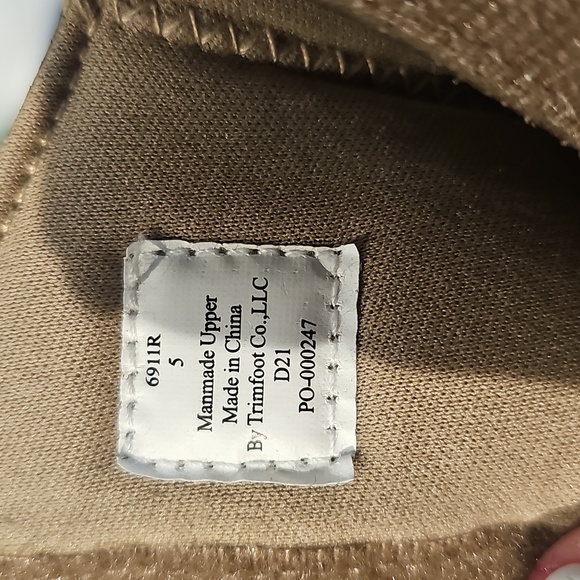 6911R
5
Manmade Upper
Made in China
By Trimfoot Co.,LLC
D21
PO-000247